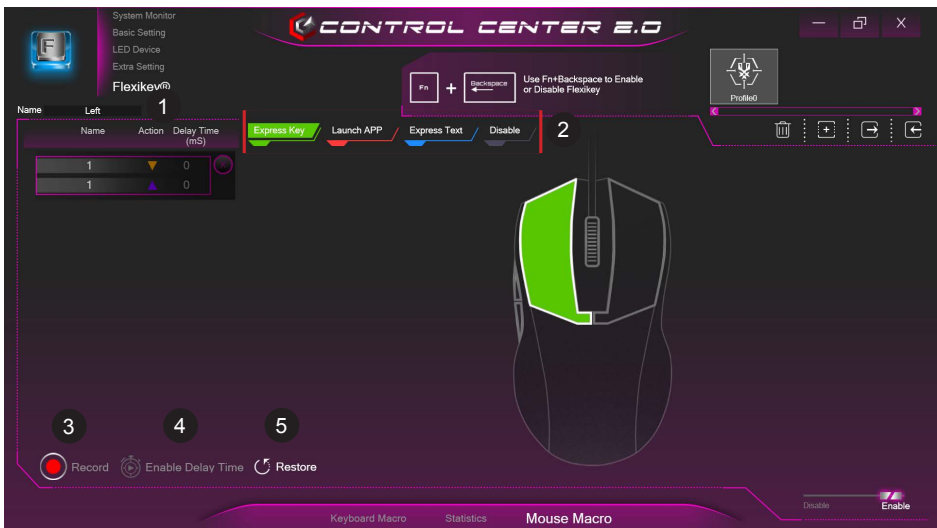 System Monitor
Basic Setting
LED Device
Extra Setting
Flexikey®
CONTROL CENTER 2.0
Fn + Backspace
Use Fn+Backspace to Enable
or Disable Flexikey
Profile0
Name Left
1
Name Action Delay Time
(mS)
Express Key / Launch APP / Express Text / Disable
2
1 0
1 0
3
4
5
Record
Enable Delay Time
Restore
Disable Enable
Keyboard Macro Statistics Mouse Macro